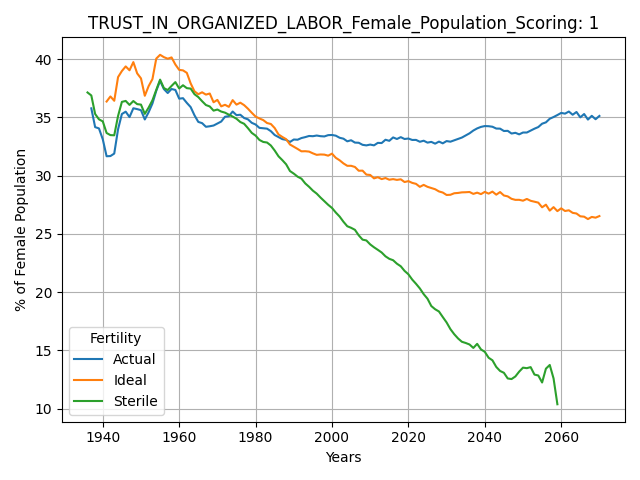 TRUST_IN_ORGANIZED_LABOR_Female_Population_Scoring: 1
% of Female Population
40
35
30
25
20
15
10
Fertility
Actual
Ideal
Sterile
1940 1960 1980 2000 2020 2040 2060
Years